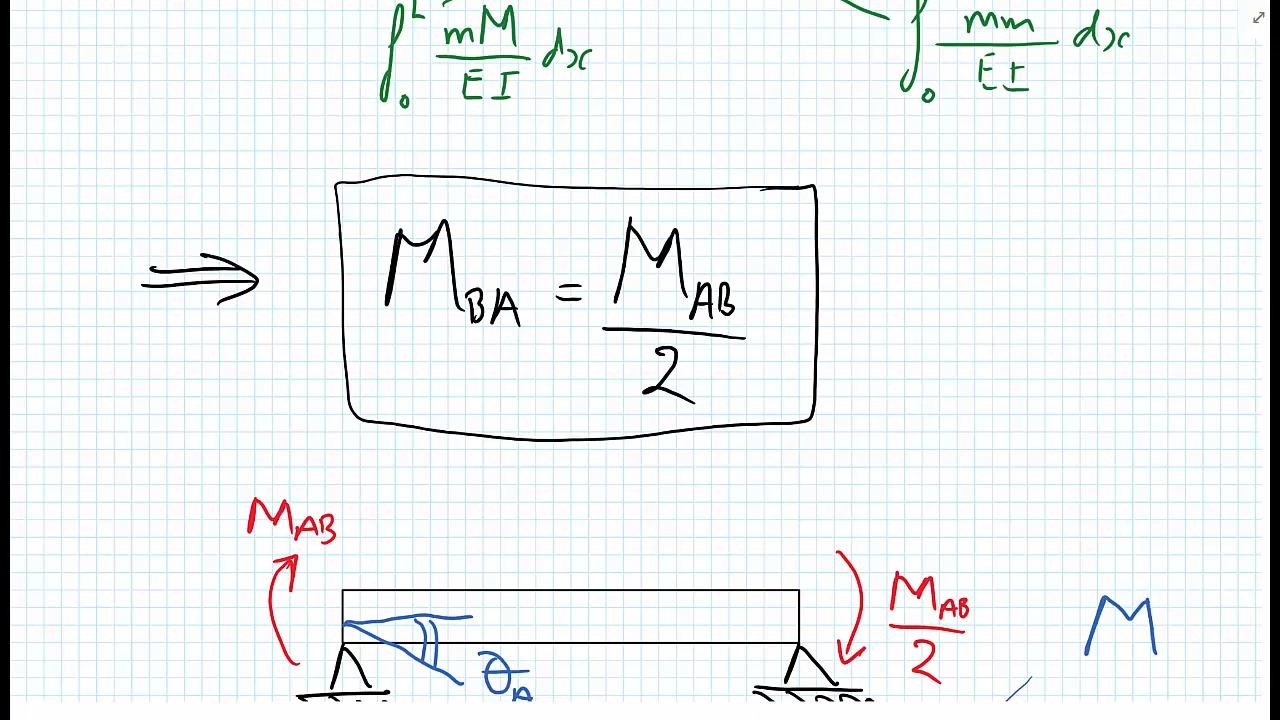 ∫₀ᴸ mM/EI dx
∫₀ mm/EI dx
⇒ M_BA = M_AB/2
M_AB
M_AB/2
M
θ_A